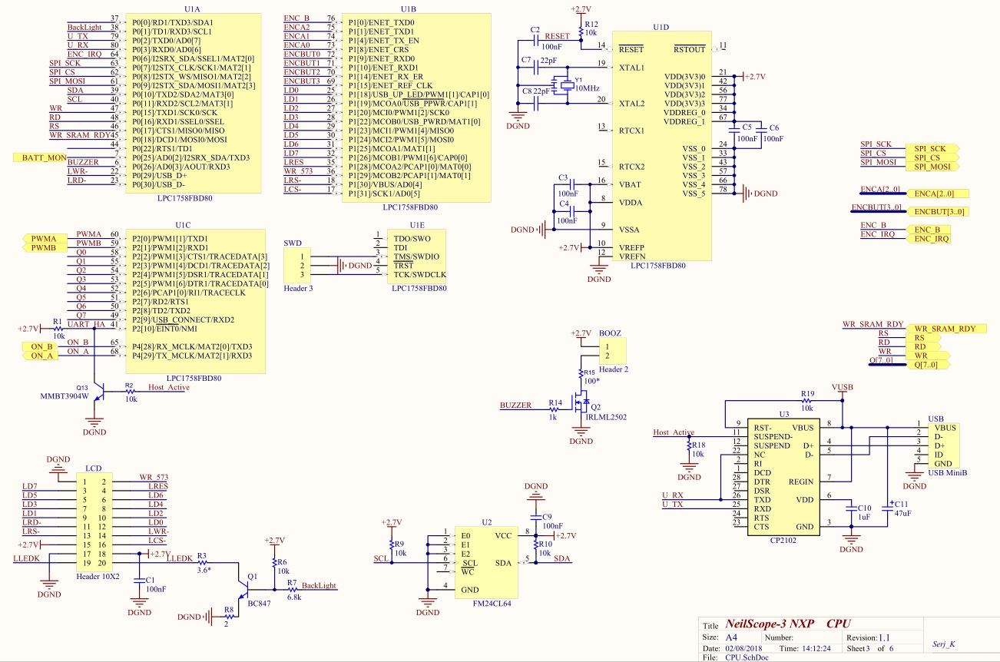 U1A
37 P0[0]/RD1/TXD3/SDA1
BackLight 38 P0[1]/TD1/RXD3/SCL1
U_TX 79 P0[2]/TXD0/AD0[7]
U_RX 80 P0[3]/RXD0/AD0[6]
ENC_IRQ 64 P0[6]/I2SRX_SDA/SSEL1/MAT2[0]
SPI_SCK 63 P0[7]/I2STX_CLK/SCK1/MAT2[1]
SPI_CS 62 P0[8]/I2STX_WS/MISO1/MAT2[2]
SPI_MOSI 61 P0[9]/I2STX_SDA/MOSI1/MAT2[3]
SDA 39 P0[10]/TXD2/SDA2/MAT3[0]
SCL 40 P0[11]/RXD2/SCL2/MAT3[1]
WR 47 P0[15]/TXD1/SCK0/SCK
RD 48 P0[16]/RXD1/SSEL0/SSEL
RS 46 P0[17]/CTS1/MISO0/MISO
WR_SRAM_RDY 45 P0[18]/DCD1/MOSI0/MOSI
44 P0[22]/RTS1/TD1
BATT_MON 7 P0[25]/AD0[2]/I2SRX_SDA/TXD3
BUZZER 6 P0[26]/AD0[3]/AOUT/RXD3
LWR- 22 P0[29]/USB_D+
LRD- 23 P0[30]/USB_D-
LPC1758FBD80
U1B
ENC_B 76 P1[0]/ENET_TXD0
ENCA2 75 P1[1]/ENET_TXD1
ENCA1 74 P1[4]/ENET_TX_EN
ENCA0 73 P1[8]/ENET_CRS
ENCBUT0 72 P1[9]/ENET_RXD0
ENCBUT1 71 P1[10]/ENET_RXD1
ENCBUT2 70 P1[14]/ENET_RX_ER
ENCBUT3 69 P1[15]/ENET_REF_CLK
LD0 25 P1[18]/USB_UP_LED/PWM1[1]/CAP1[0]
LD1 26 P1[19]/MCOA0/USB_PPWR/CAP1[1]
LD2 27 P1[20]/MCI0/PWM1[2]/SCK0
LD3 28 P1[22]/MCOB0/USB_PWRD/MAT1[0]
LD4 29 P1[23]/MCI1/PWM1[4]/MISO0
LD5 30 P1[24]/MCI2/PWM1[5]/MOSI0
LD6 31 P1[25]/MCOA1/MAT1[1]
LD7 32 P1[26]/MCOB1/PWM1[6]/CAP0[0]
LRES 35 P1[28]/MCOA2/PCAP1[0]/MAT0[0]
WR_573 36 P1[29]/MCOB2/PCAP1[1]/MAT0[1]
LRS- 18 P1[30]/VBUS/AD0[4]
LCS- 17 P1[31]/SCK1/AD0[5]
LPC1758FBD80
+2.7V
R12
10k
C2 RESET
100nF
C7 22pF
Y1
10MHz
C8 22pF
DGND
U1D
14 RESET RSTOUT 11
19 XTAL1
VDD(3V3)0 21 +2.7V
VDD(3V3)1 42
VDD(3V3)2 56
20 XTAL2 VDD(3V3)3 77
VDDREG_0 34
VDDREG_1 67
13 RTCX1
C5 C6
100nF 100nF
VSS_0 24
VSS_1 33
15 RTCX2 VSS_2 43
VSS_3 57
16 VBAT VSS_4 66
VSS_5 78 DGND
8 VDDA
9 VSSA
10 VREFP
12 VREFN
C3
100nF
C4
100nF
DGND
+2.7V
DGND
LPC1758FBD80
SPI_SCK SPI_SCK
SPI_CS SPI_CS
SPI_MOSI SPI_MOSI
ENCA[2..0] ENCA[2..0]
ENCBUT[3..0] ENCBUT[3..0]
ENC_B ENC_B
ENC_IRQ ENC_IRQ
U1C
PWMA PWMA 60 P2[0]/PWM1[1]/TXD1
PWMB PWMB 59 P2[1]/PWM1[2]/RXD1
Q0 58 P2[2]/PWM1[3]/CTS1/TRACEDATA[3]
Q1 55 P2[3]/PWM1[4]/DCD1/TRACEDATA[2]
Q2 54 P2[4]/PWM1[5]/DSR1/TRACEDATA[1]
Q3 53 P2[5]/PWM1[6]/DTR1/TRACEDATA[0]
Q4 52 P2[6]/PCAP1[0]/RI1/TRACECLK
Q5 51 P2[7]/RD2/RTS1
Q6 50 P2[8]/TD2/TXD2
Q7 49 P2[9]/USB_CONNECT/RXD2
+2.7V R1 10k UART_HA 41 P2[10]/EINT0/NMI
ON_B ON_B 65 P4[28]/RX_MCLK/MAT2[0]/TXD3
ON_A ON_A 68 P4[29]/TX_MCLK/MAT2[1]/RXD3
LPC1758FBD80
Q13
MMBT3904W
R2
10k
Host_Active
DGND
SWD
1
2
3
Header 3
DGND
U1E
1 TDO/SWO
2 TDI
3 TMS/SWDIO
4 TRST
5 TCK/SWDCLK
LPC1758FBD80
+2.7V
BOOZ
1
2
Header 2
R15
100*
BUZZER
R14
1k
Q2
IRLML2502
DGND
WR_SRAM_RDY WR_SRAM_RDY
RS RS
RD RD
WR WR
Q[7..0] Q[7..0]
VUSB
R19
10k
Host_Active
R18
10k
DGND
U_RX
U_TX
U3
9 RST- VBUS 8
11 SUSPEND-
12 SUSPEND D+ 4
22 NC D- 5
2 RI
1 DCD
28 DTR REGIN 7
27 DSR
26 TXD VDD 6
25 RXD
24 RTS
23 CTS GND 3
CP2102
C10
1uF
+
C11
47uF
DGND
USB
1 VBUS
2 D-
3 D+
4 ID
5 GND
USB MiniB
DGND
DGND
LCD
1 2 WR_573
LD7 3 4 LRES
LD5 5 6 LD6
LD3 7 8 LD4
LD1 9 10 LD2
LRD- 11 12 LD0
LRS- 13 14 LWR-
+2.7V 15 16 LCS-
17 18 +2.7V
LLEDK 19 20 LLEDK
Header 10X2
DGND
C1
100nF
DGND
R3
3.6*
+2.7V
R6
10k
Q1
BC847
R7
6.8k
BackLight
R8
2
DGND
+2.7V
R9
10k
SCL
U2
1 E0 VCC 8
2 E1
3 E2
6 SCL SDA 5
7 WC
4 GND
FM24CL64
DGND
DGND
C9
100nF
+2.7V
R10
10k
SDA
Title NeilScope-3 NXP CPU
Size: A4 Number: Revision: 1.1
Date: 02/08/2018 Time: 14:12:24 Sheet 3 of 6
File: CPU.SchDoc
Serj_K